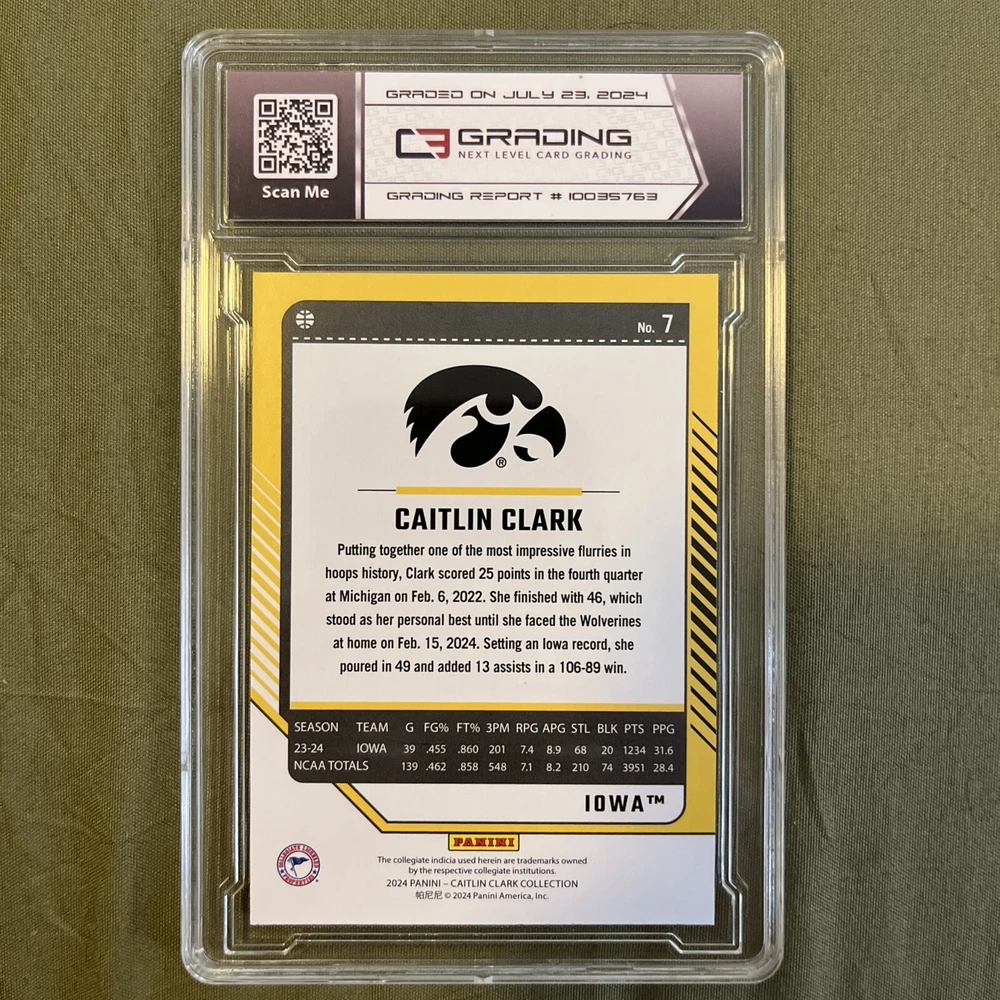 Scan Me
GRADED ON JULY 23, 2024
C3 GRADING
NEXT LEVEL CARD GRADING
GRADING REPORT # 10035763
No. 7
®
CAITLIN CLARK
Putting together one of the most impressive flurries in
hoops history, Clark scored 25 points in the fourth quarter
at Michigan on Feb. 6, 2022. She finished with 46, which
stood as her personal best until she faced the Wolverines
at home on Feb. 15, 2024. Setting an Iowa record, she
poured in 49 and added 13 assists in a 106-89 win.
SEASON TEAM G FG% FT% 3PM RPG APG STL BLK PTS PPG
23-24 IOWA 39 .455 .860 201 7.4 8.9 68 20 1234 31.6
NCAA TOTALS 139 .462 .858 548 7.1 8.2 210 74 3951 28.4
IOWA™
PANINI
COLLEGIATE LICENSED PROPERTIES
The collegiate indicia used herein are trademarks owned
by the respective collegiate institutions.
2024 PANINI – CAITLIN CLARK COLLECTION
帕尼尼 © 2024 Panini America, Inc.